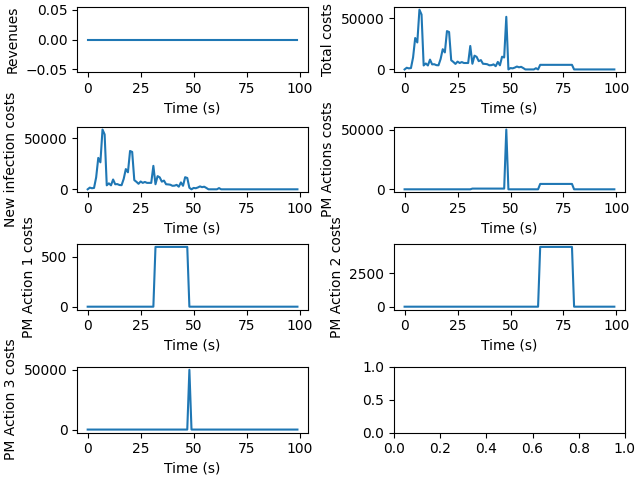 Revenues
0.05
0.00
−0.05
0 25 50 75 100
Time (s)
Total costs
50000
0
0 25 50 75 100
Time (s)
New infection costs
50000
0
0 25 50 75 100
Time (s)
PM Actions costs
50000
0
0 25 50 75 100
Time (s)
PM Action 1 costs
500
0
0 25 50 75 100
Time (s)
PM Action 2 costs
2500
0
0 25 50 75 100
Time (s)
PM Action 3 costs
50000
0
0 25 50 75 100
Time (s)
1.0
0.5
0.0
0.0 0.2 0.4 0.6 0.8 1.0